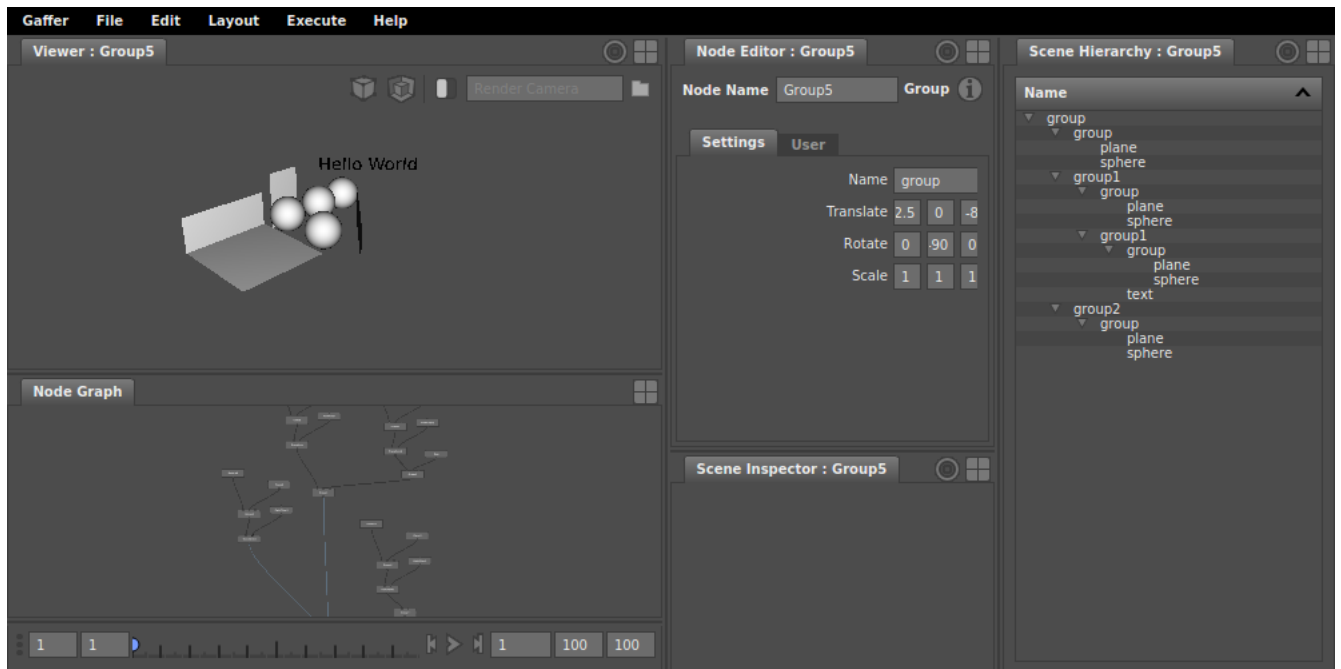 Gaffer File Edit Layout Execute Help
Viewer : Group5
Render Camera
Hello World
Node Graph
1 1 1 100 100
Node Editor : Group5
Node Name Group5 Group
Settings User
Name group
Translate 2.5 0 -8
Rotate 0 90 0
Scale 1 1 1
Scene Inspector : Group5
Scene Hierarchy : Group5
Name
group
group
plane
sphere
group1
group
plane
sphere
group1
group
plane
sphere
text
group2
group
plane
sphere